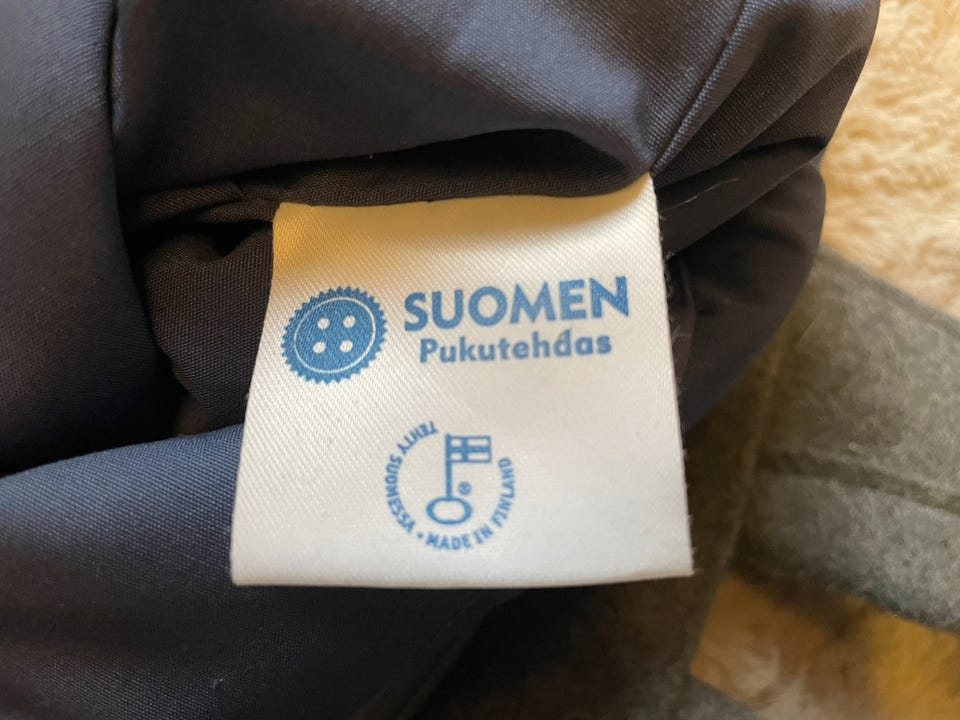 SUOMEN
Pukutehdas
TEHTY SUOMESSA • MADE IN FINLAND
®